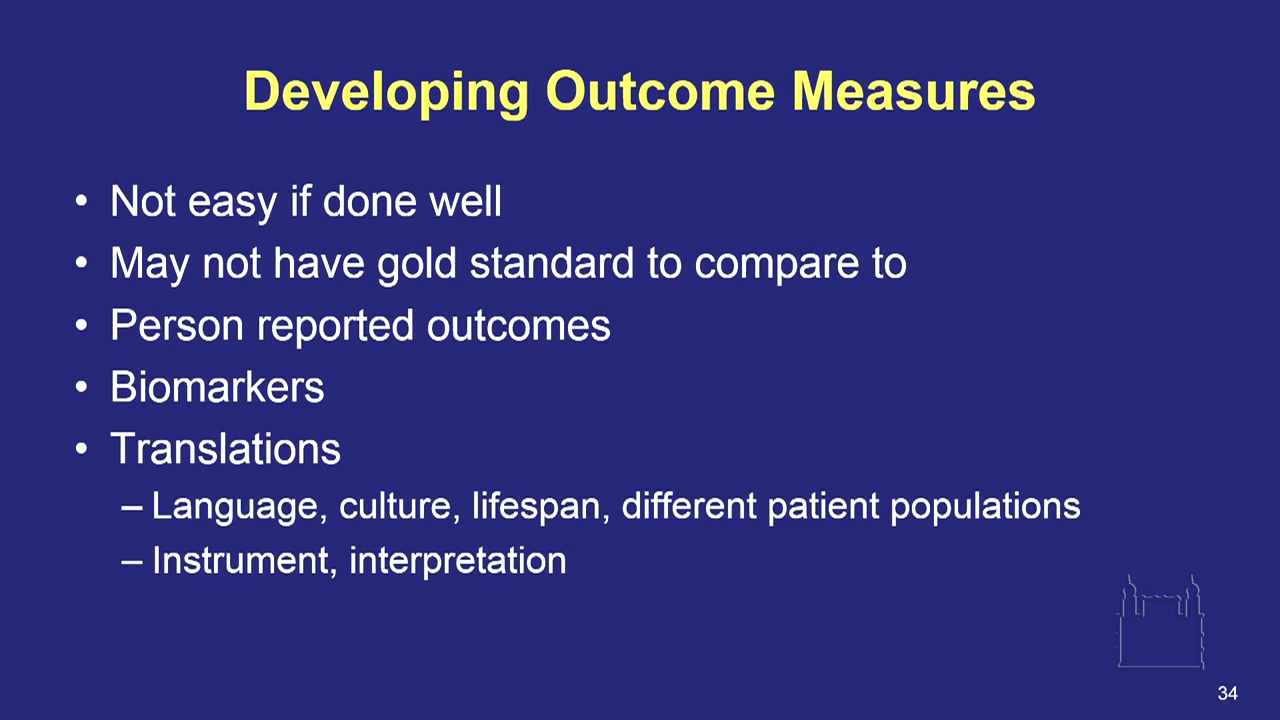 Developing Outcome Measures
• Not easy if done well
• May not have gold standard to compare to
• Person reported outcomes
• Biomarkers
• Translations
– Language, culture, lifespan, different patient populations
– Instrument, interpretation
34